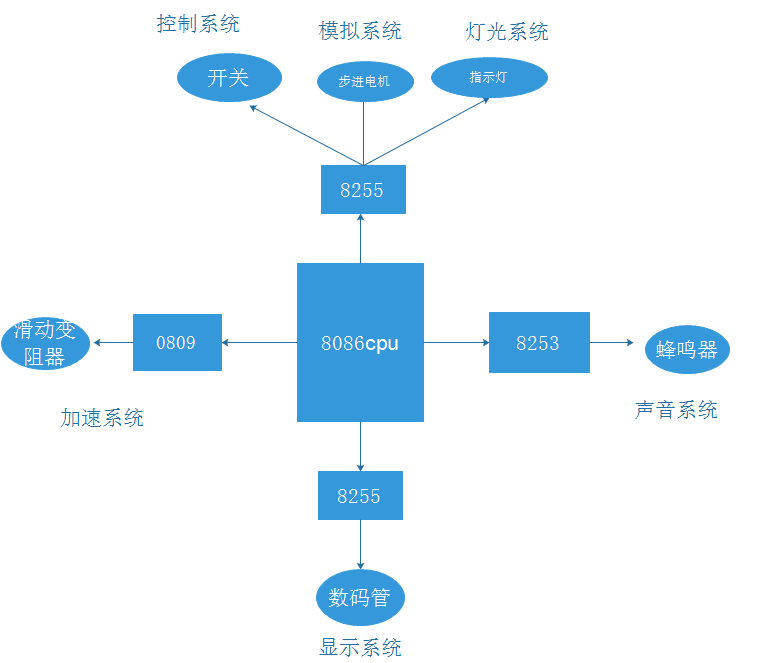 控制系统
模拟系统
灯光系统
开关
步进电机
指示灯
8255
滑动变
阻器
0809
8086cpu
8253
蜂鸣器
加速系统
声音系统
8255
数码管
显示系统